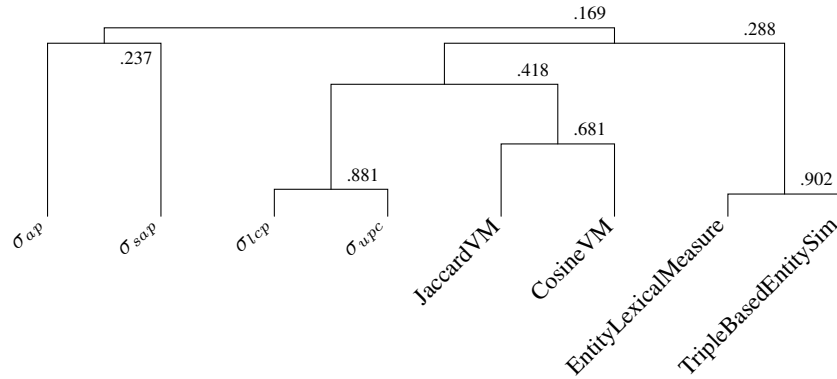 .169
.288
.237
.418
.681
.881
.902
σap
σsap
σlcp
σupc
JaccardVM
CosineVM
EntityLexicalMeasure
TripleBasedEntitySim